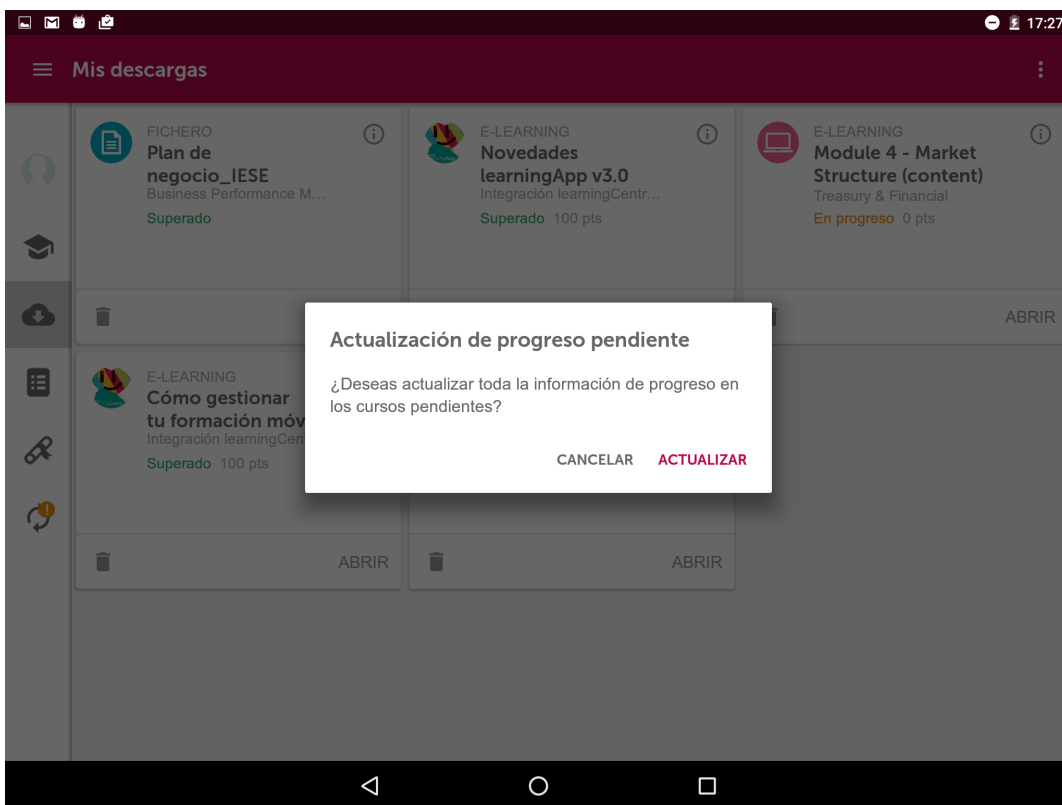 17:27
Mis descargas
FICHERO
Plan de
negocio_IESE
Business Performance M...
Superado
E-LEARNING
Novedades
learningApp v3.0
Integración learningCentr...
Superado 100 pts
E-LEARNING
Module 4 - Market
Structure (content)
Treasury & Financial
En progreso 0 pts
ABRIR
E-LEARNING
Cómo gestionar
tu formación móv
Integración learningCen
Superado 100 pts
ABRIR
ABRIR
Actualización de progreso pendiente
¿Deseas actualizar toda la información de progreso en
los cursos pendientes?
CANCELAR ACTUALIZAR